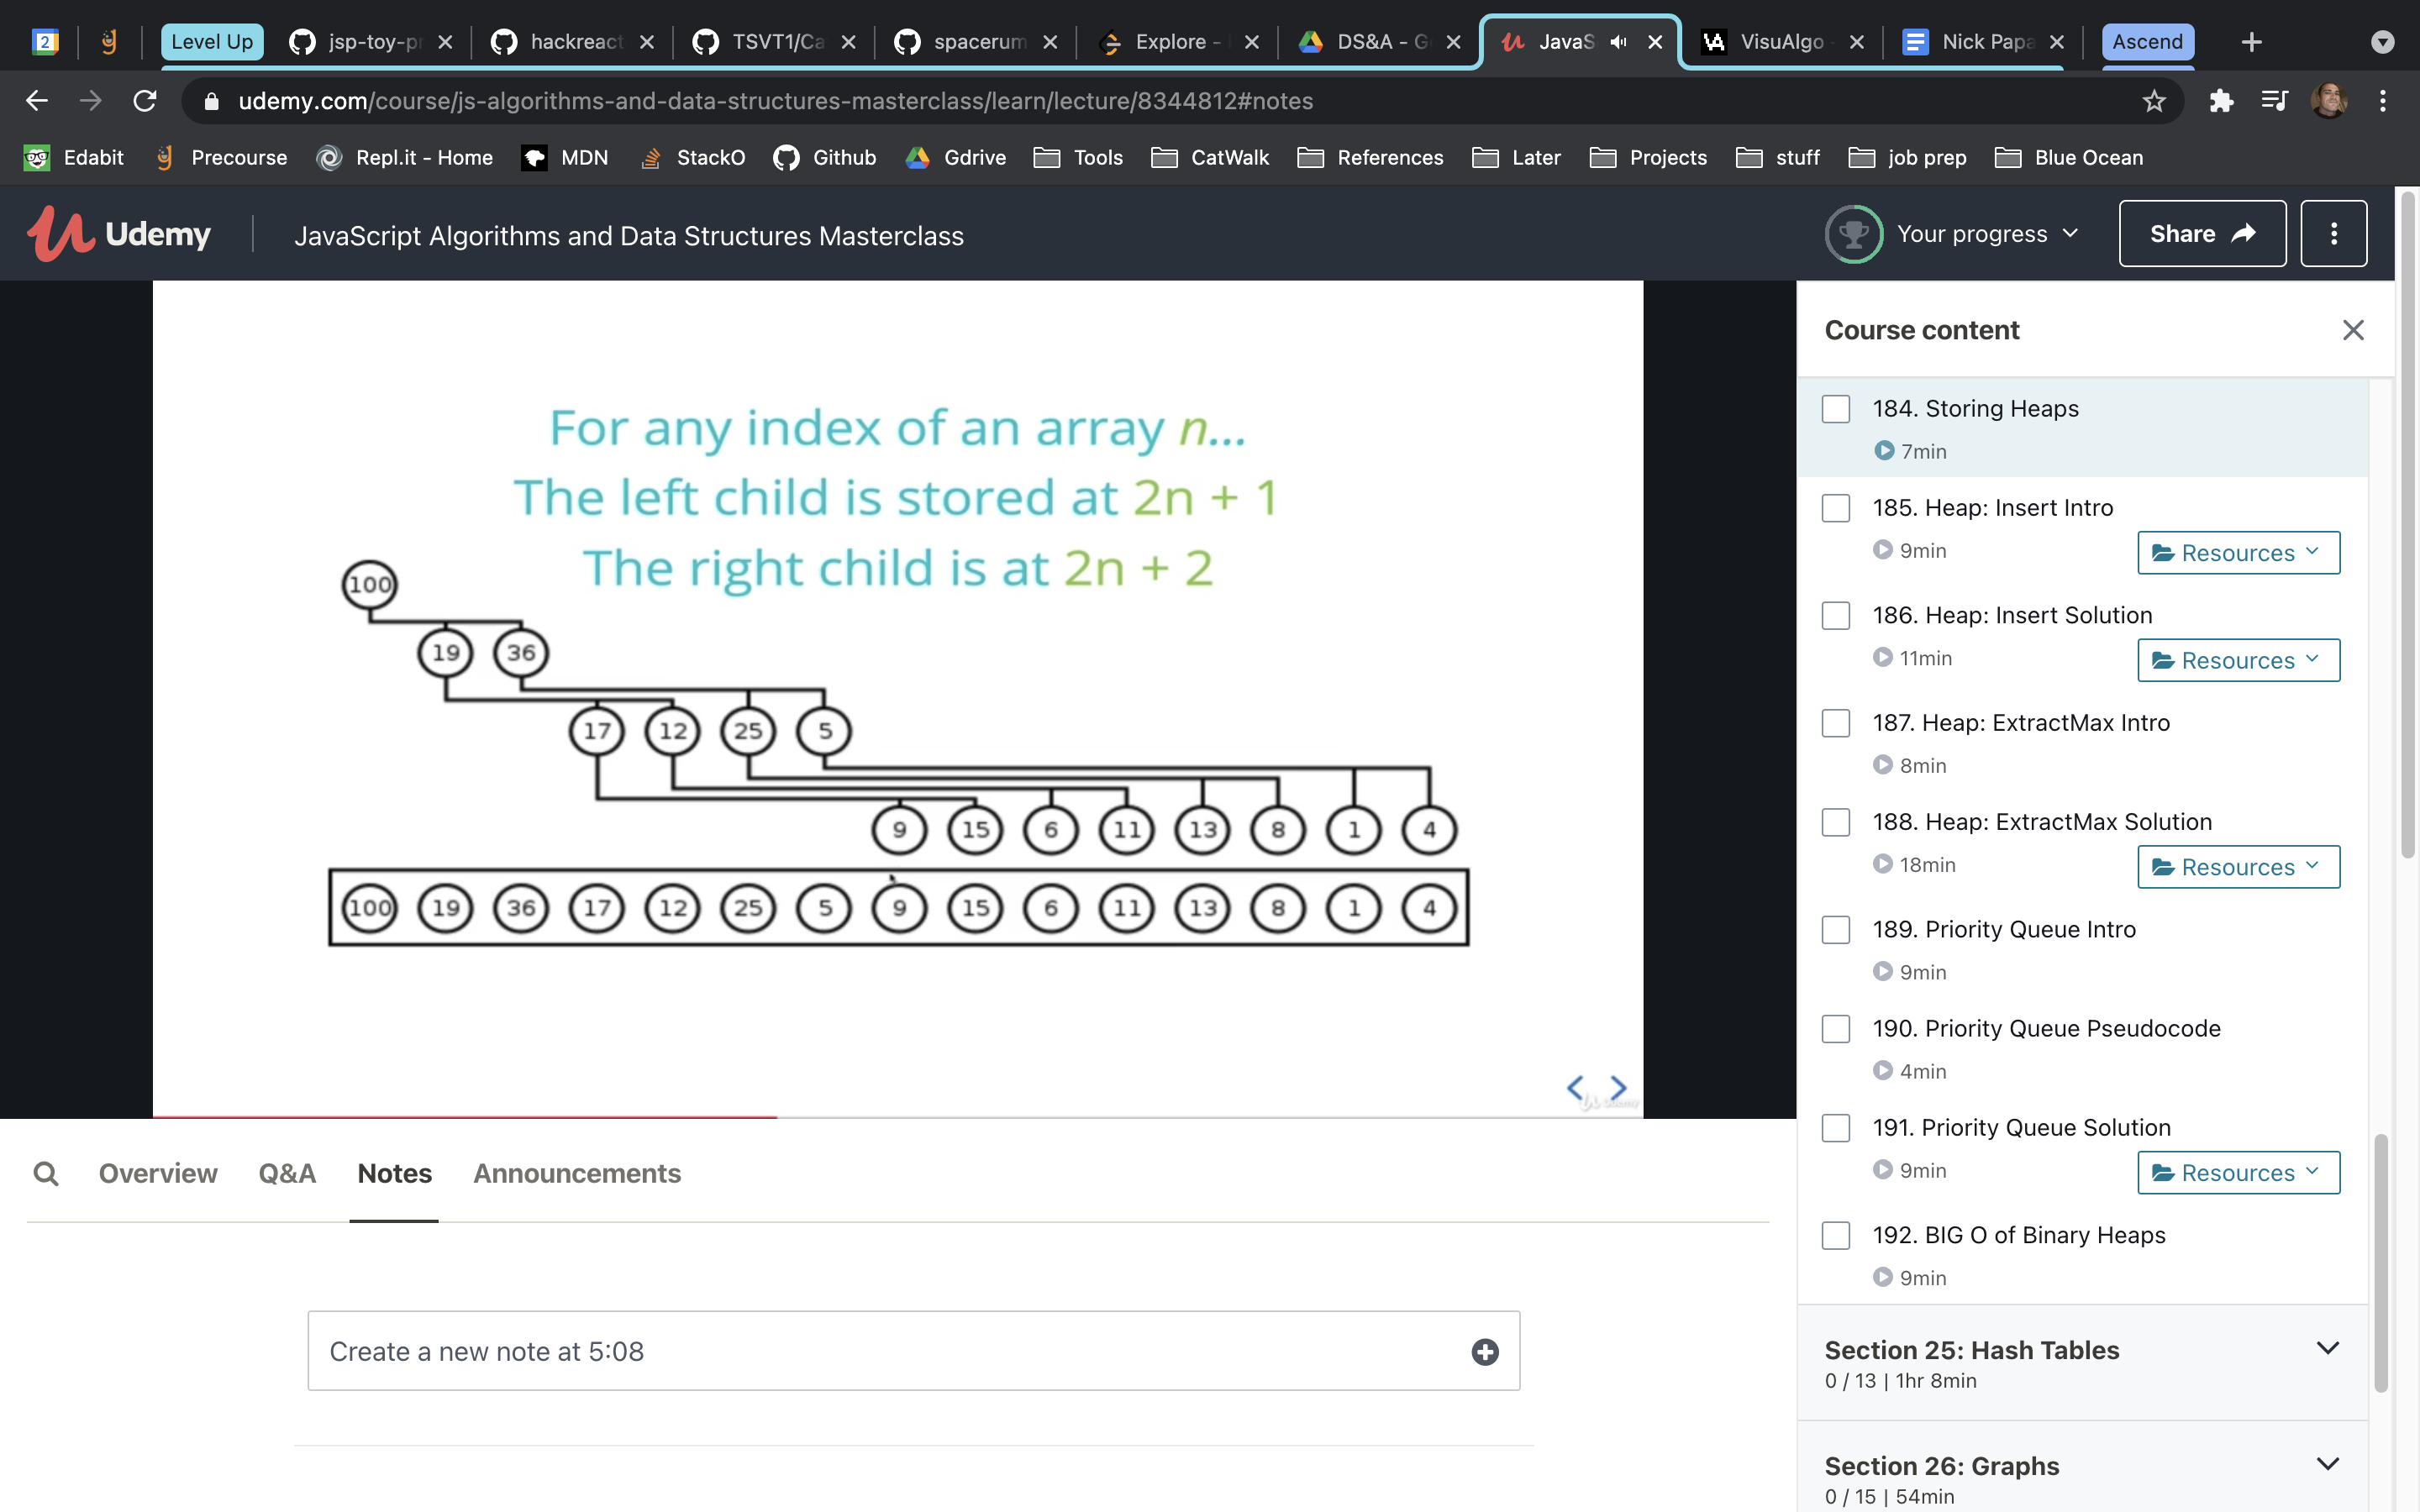 2
Level Up
jsp-toy-pr
hackreact
TSVT1/Ca
spacerum
Explore -
DS&A - G
JavaS
VisuAlgo
Nick Papa
Ascend
udemy.com/course/js-algorithms-and-data-structures-masterclass/learn/lecture/8344812#notes
Edabit
Precourse
Repl.it - Home
MDN
StackO
Github
Gdrive
Tools
CatWalk
References
Later
Projects
stuff
job prep
Blue Ocean
Udemy
JavaScript Algorithms and Data Structures Masterclass
Your progress
Share
For any index of an array n...
The left child is stored at 2n + 1
The right child is at 2n + 2
100
19 36
17 12 25 5
9 15 6 11 13 8 1 4
100 19 36 17 12 25 5 9 15 6 11 13 8 1 4
Udemy
Overview
Q&A
Notes
Announcements
Create a new note at 5:08
Course content
184. Storing Heaps
7min
185. Heap: Insert Intro
9min
Resources
186. Heap: Insert Solution
11min
Resources
187. Heap: ExtractMax Intro
8min
188. Heap: ExtractMax Solution
18min
Resources
189. Priority Queue Intro
9min
190. Priority Queue Pseudocode
4min
191. Priority Queue Solution
9min
Resources
192. BIG O of Binary Heaps
9min
Section 25: Hash Tables
0 / 13 | 1hr 8min
Section 26: Graphs
0 / 15 | 54min